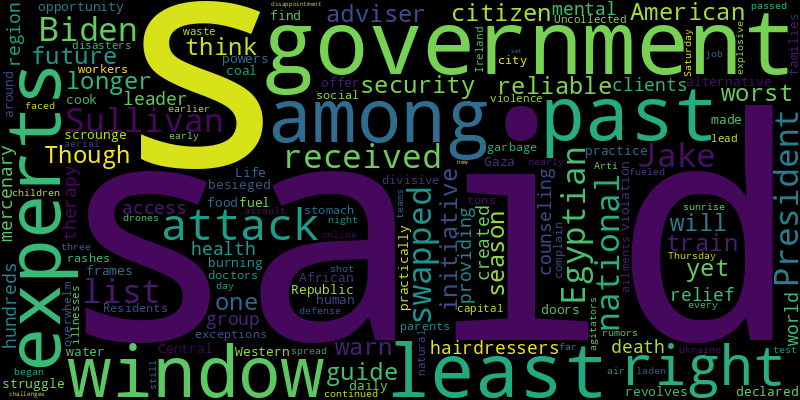 disappointment
opportunity
Biden
region
future
disasters
find
waste
think
powers
coal
workers
longer
cook
leader
around
experts
faced
scrounge
earlier
Sullivan
Though
early
S
government
adviser
citizen
mental
Uncollected
American
passed
Ireland
city
Saturday
job
explosive
families
offer
security
reliable
clients
alternative
social
violence
worst
among
past
made
lead
garbage
practice
received
Gaza
nearly
new
Arti
fueled
Jake
President
said
mercenary
children
therapy
aerial
Life
besieged
divisive
access
food
fuel
stomach
drones
assault
night
attack
online
health
three
rashes
burning
doctors
African
shot
day
Republic
human
defense
list
frames
one
group
Residents
exceptions
illnesses
overwhelm
hundreds
water
Central
Western
spread
warn
still
began
struggle
challenges
window
guide
daily
continued
least
right
hairdressers
parents
natural
capital
practically
teams
swapped
initiative
tons
providing
created
season
counseling
complain
Egyptian
doors
national
ailments
violation
sunrise
will
train
Thursday
yet
relief
every
death
agitators
rumors
Ukraine
far
air
laden
revolves
declared
test
World
set